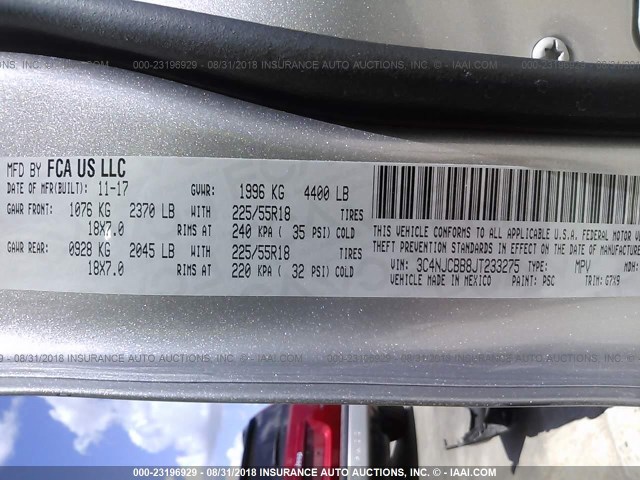 000-23196929 - 08/31/2018 INSURANCE AUTO AUCTIONS, INC. - © - IAAI.COM
MFD BY FCA US LLC
DATE OF MFR(BUILT): 11-17 GVWR: 1996 KG 4400 LB
GAWR FRONT: 1076 KG 2370 LB WITH 225/55R18 TIRES
18X7.0 RIMS AT 240 KPA ( 35 PSI) COLD
GAWR REAR: 0928 KG 2045 LB WITH 225/55R18 TIRES
18X7.0 RIMS AT 220 KPA ( 32 PSI) COLD
THIS VEHICLE CONFORMS TO ALL APPLICABLE U.S.A. FEDERAL MOTOR
THEFT PREVENTION STANDARDS IN EFFECT ON THE DATE OF
VIN: 3C4NJCBB8JT233275 TYPE: MPV MDH:
VEHICLE MADE IN MEXICO PAINT: PSC TRIM: G7X9
000-23196929 - 08/31/2018 INSURANCE AUTO AUCTIONS, INC. - © - IAAI.COM
000-23196929 - 08/31/2018 INSURANCE AUTO AUCTIONS, INC. - © - IAAI.COM